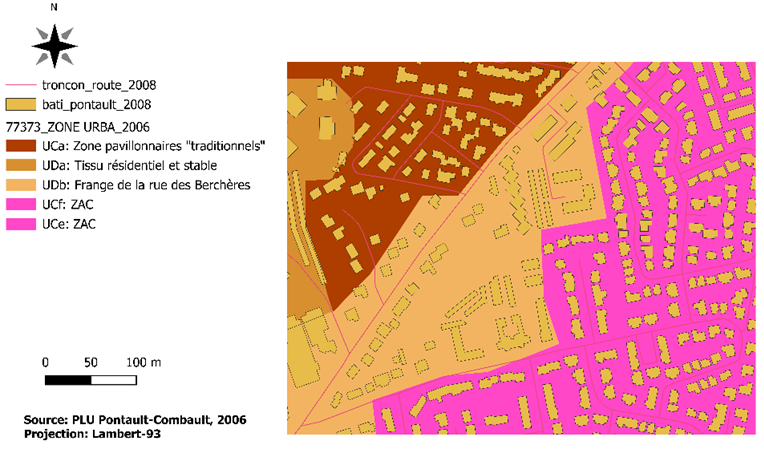 N
troncon_route_2008
bati_pontault_2008
77373_ZONE URBA_2006
UCa: Zone pavillonnaires "traditionnels"
UDa: Tissu résidentiel et stable
UDb: Frange de la rue des Berchères
UCf: ZAC
UCe: ZAC
0 50 100 m
Source: PLU Pontault-Combault, 2006
Projection: Lambert-93